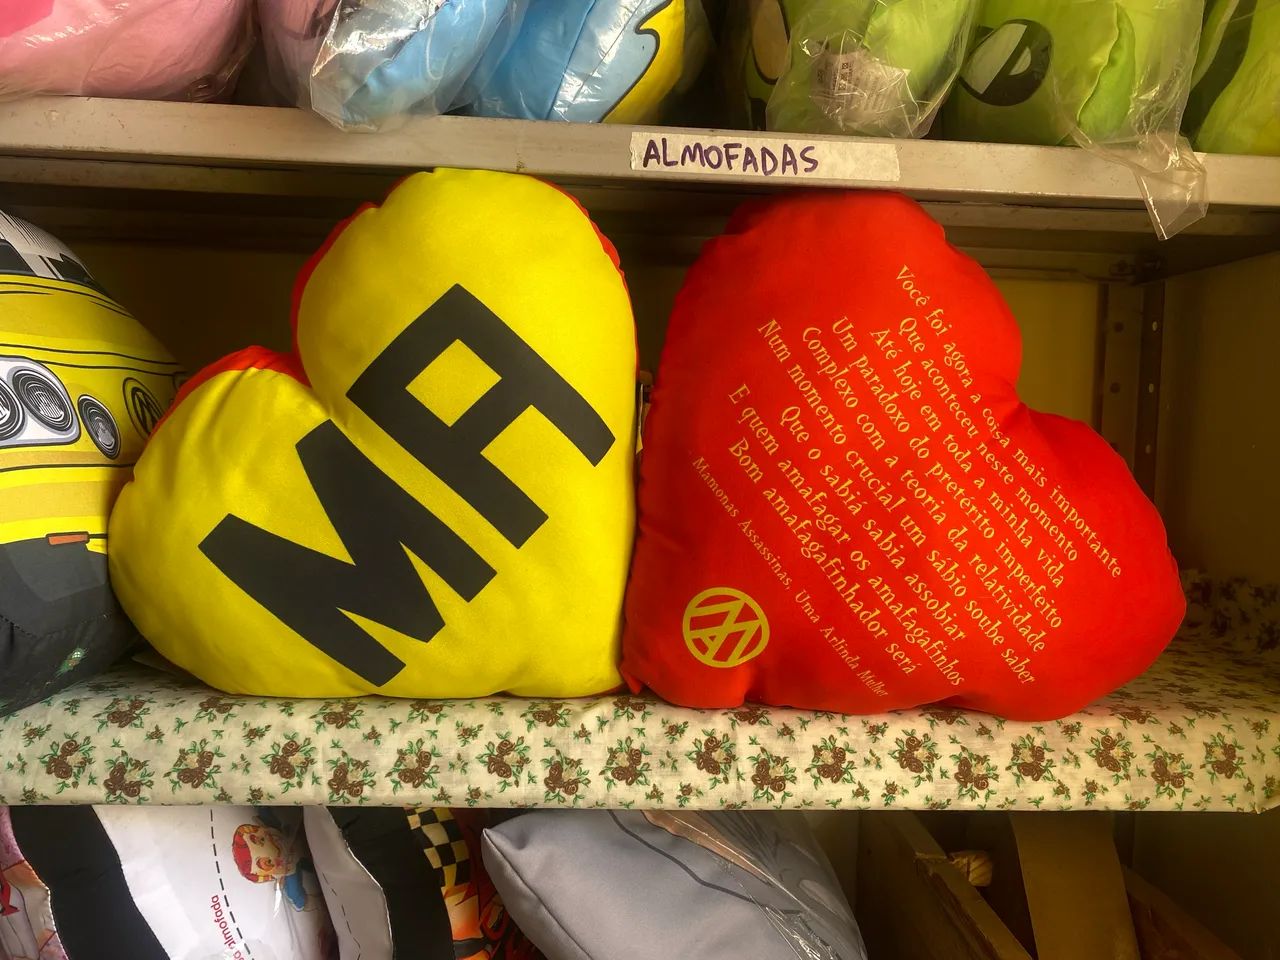 ALMOFADAS
MA
Você foi agora a coisa mais importante
Que aconteceu neste momento
Até hoje em toda a minha vida
Um paradoxo do pretérito imperfeito
Complexo com a teoria da relatividade
Num momento crucial um sábio soube saber
Que o sabiá sabia assobiar
E quem amafagar os amafagafinhos
Bom amafagafinhador será
Mamonas Assassinas, Uma Arlinda Mulher
almofada